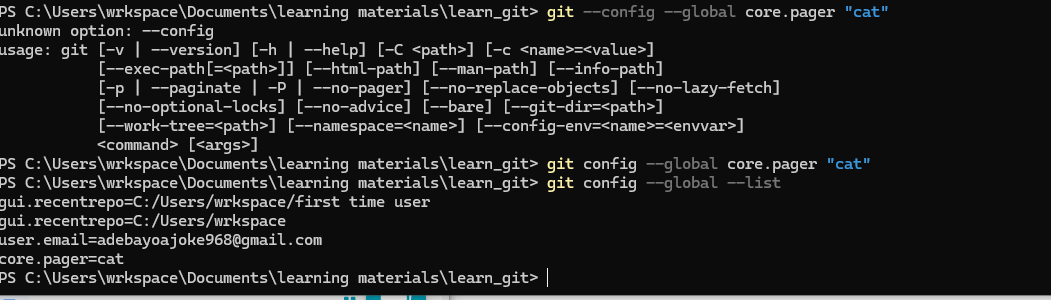 PS C:\Users\wrkspace\Documents\learning materials\learn_git> git --config --global core.pager "cat"
unknown option: --config
usage: git [-v | --version] [-h | --help] [-C <path>] [-c <name>=<value>]
           [--exec-path[=<path>]] [--html-path] [--man-path] [--info-path]
           [-p | --paginate | -P | --no-pager] [--no-replace-objects] [--no-lazy-fetch]
           [--no-optional-locks] [--no-advice] [--bare] [--git-dir=<path>]
           [--work-tree=<path>] [--namespace=<name>] [--config-env=<name>=<envvar>]
           <command> [<args>]
PS C:\Users\wrkspace\Documents\learning materials\learn_git> git config --global core.pager "cat"
PS C:\Users\wrkspace\Documents\learning materials\learn_git> git config --global --list
gui.recentrepo=C:/Users/wrkspace/first time user
gui.recentrepo=C:/Users/wrkspace
user.email=adebayoajoke968@gmail.com
core.pager=cat
PS C:\Users\wrkspace\Documents\learning materials\learn_git>